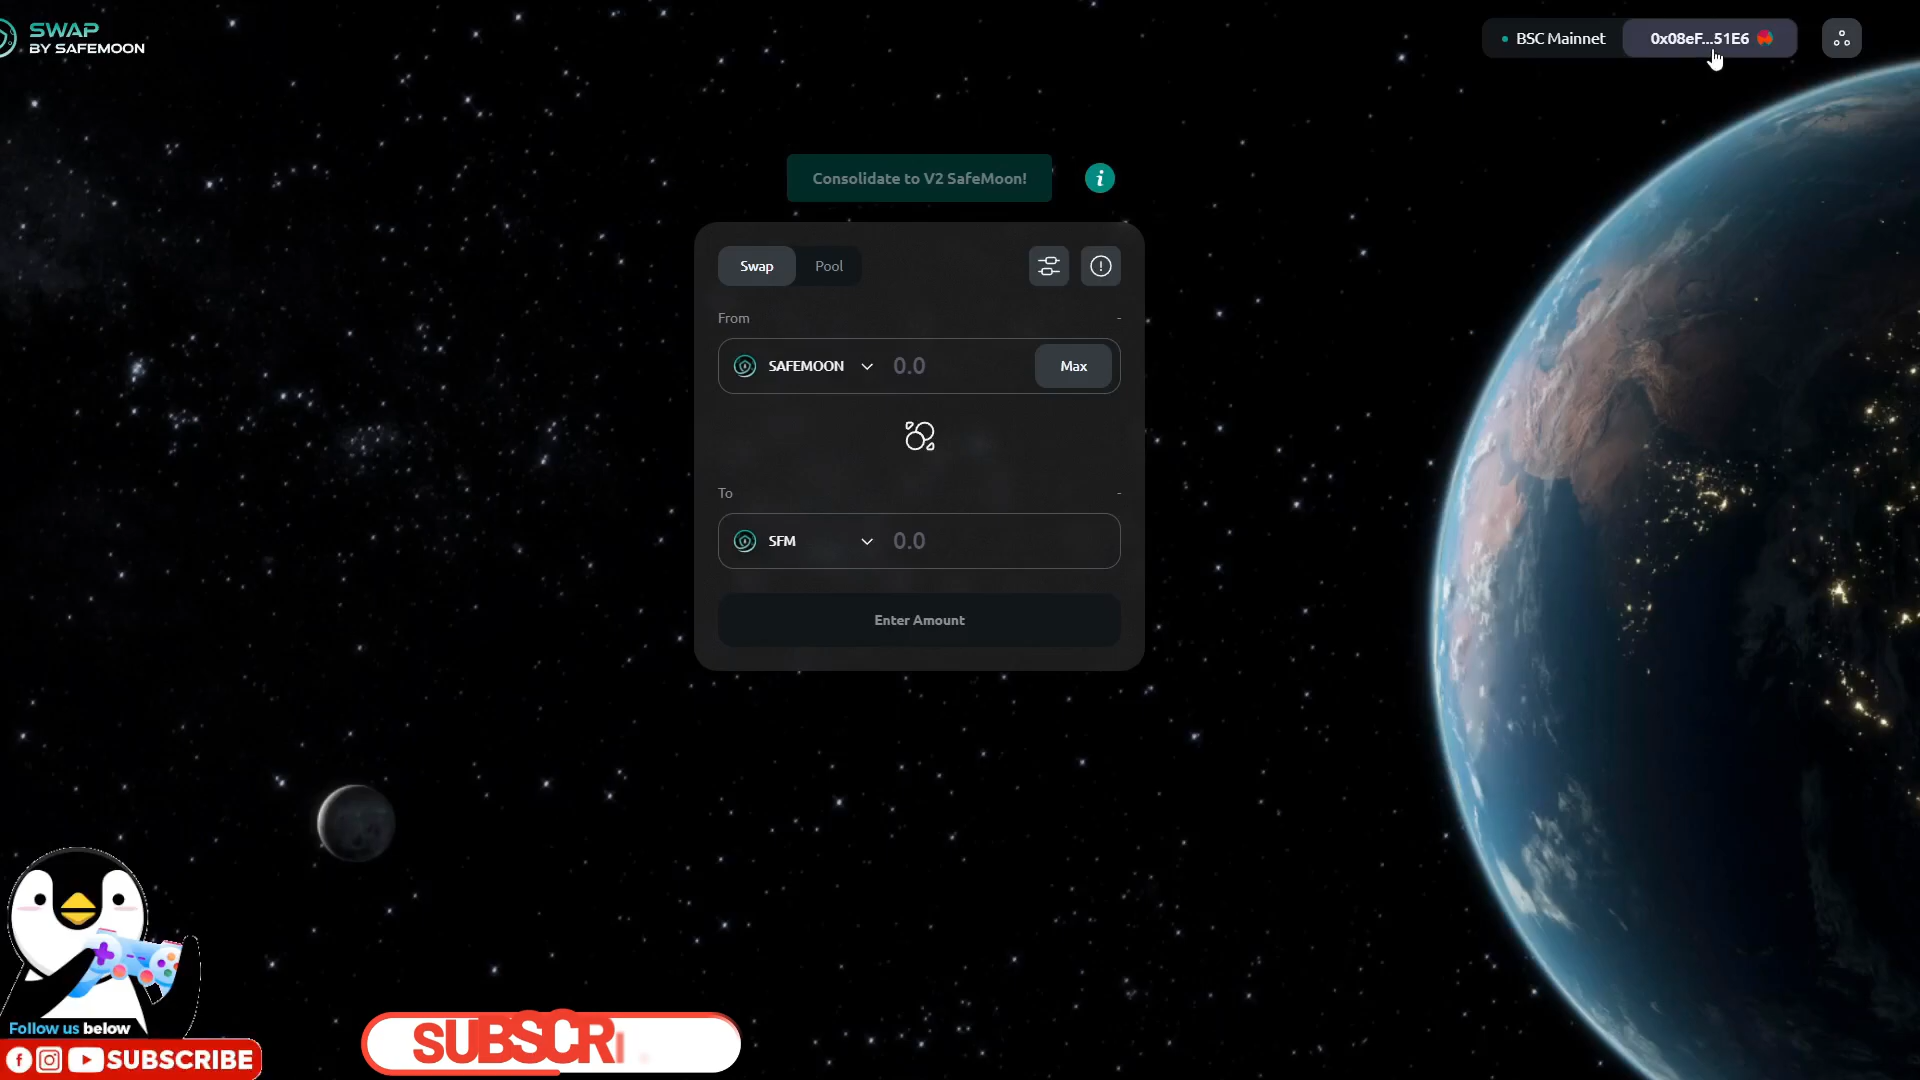 SWAP
BY SAFEMOON
BSC Mainnet
0x08eF...51E6
Consolidate to V2 SafeMoon!
i
Swap
Pool
From
-
SAFEMOON
0.0
Max
To
-
SFM
0.0
Enter Amount
Follow us below
SUBSCRIBE
SUBSCRI